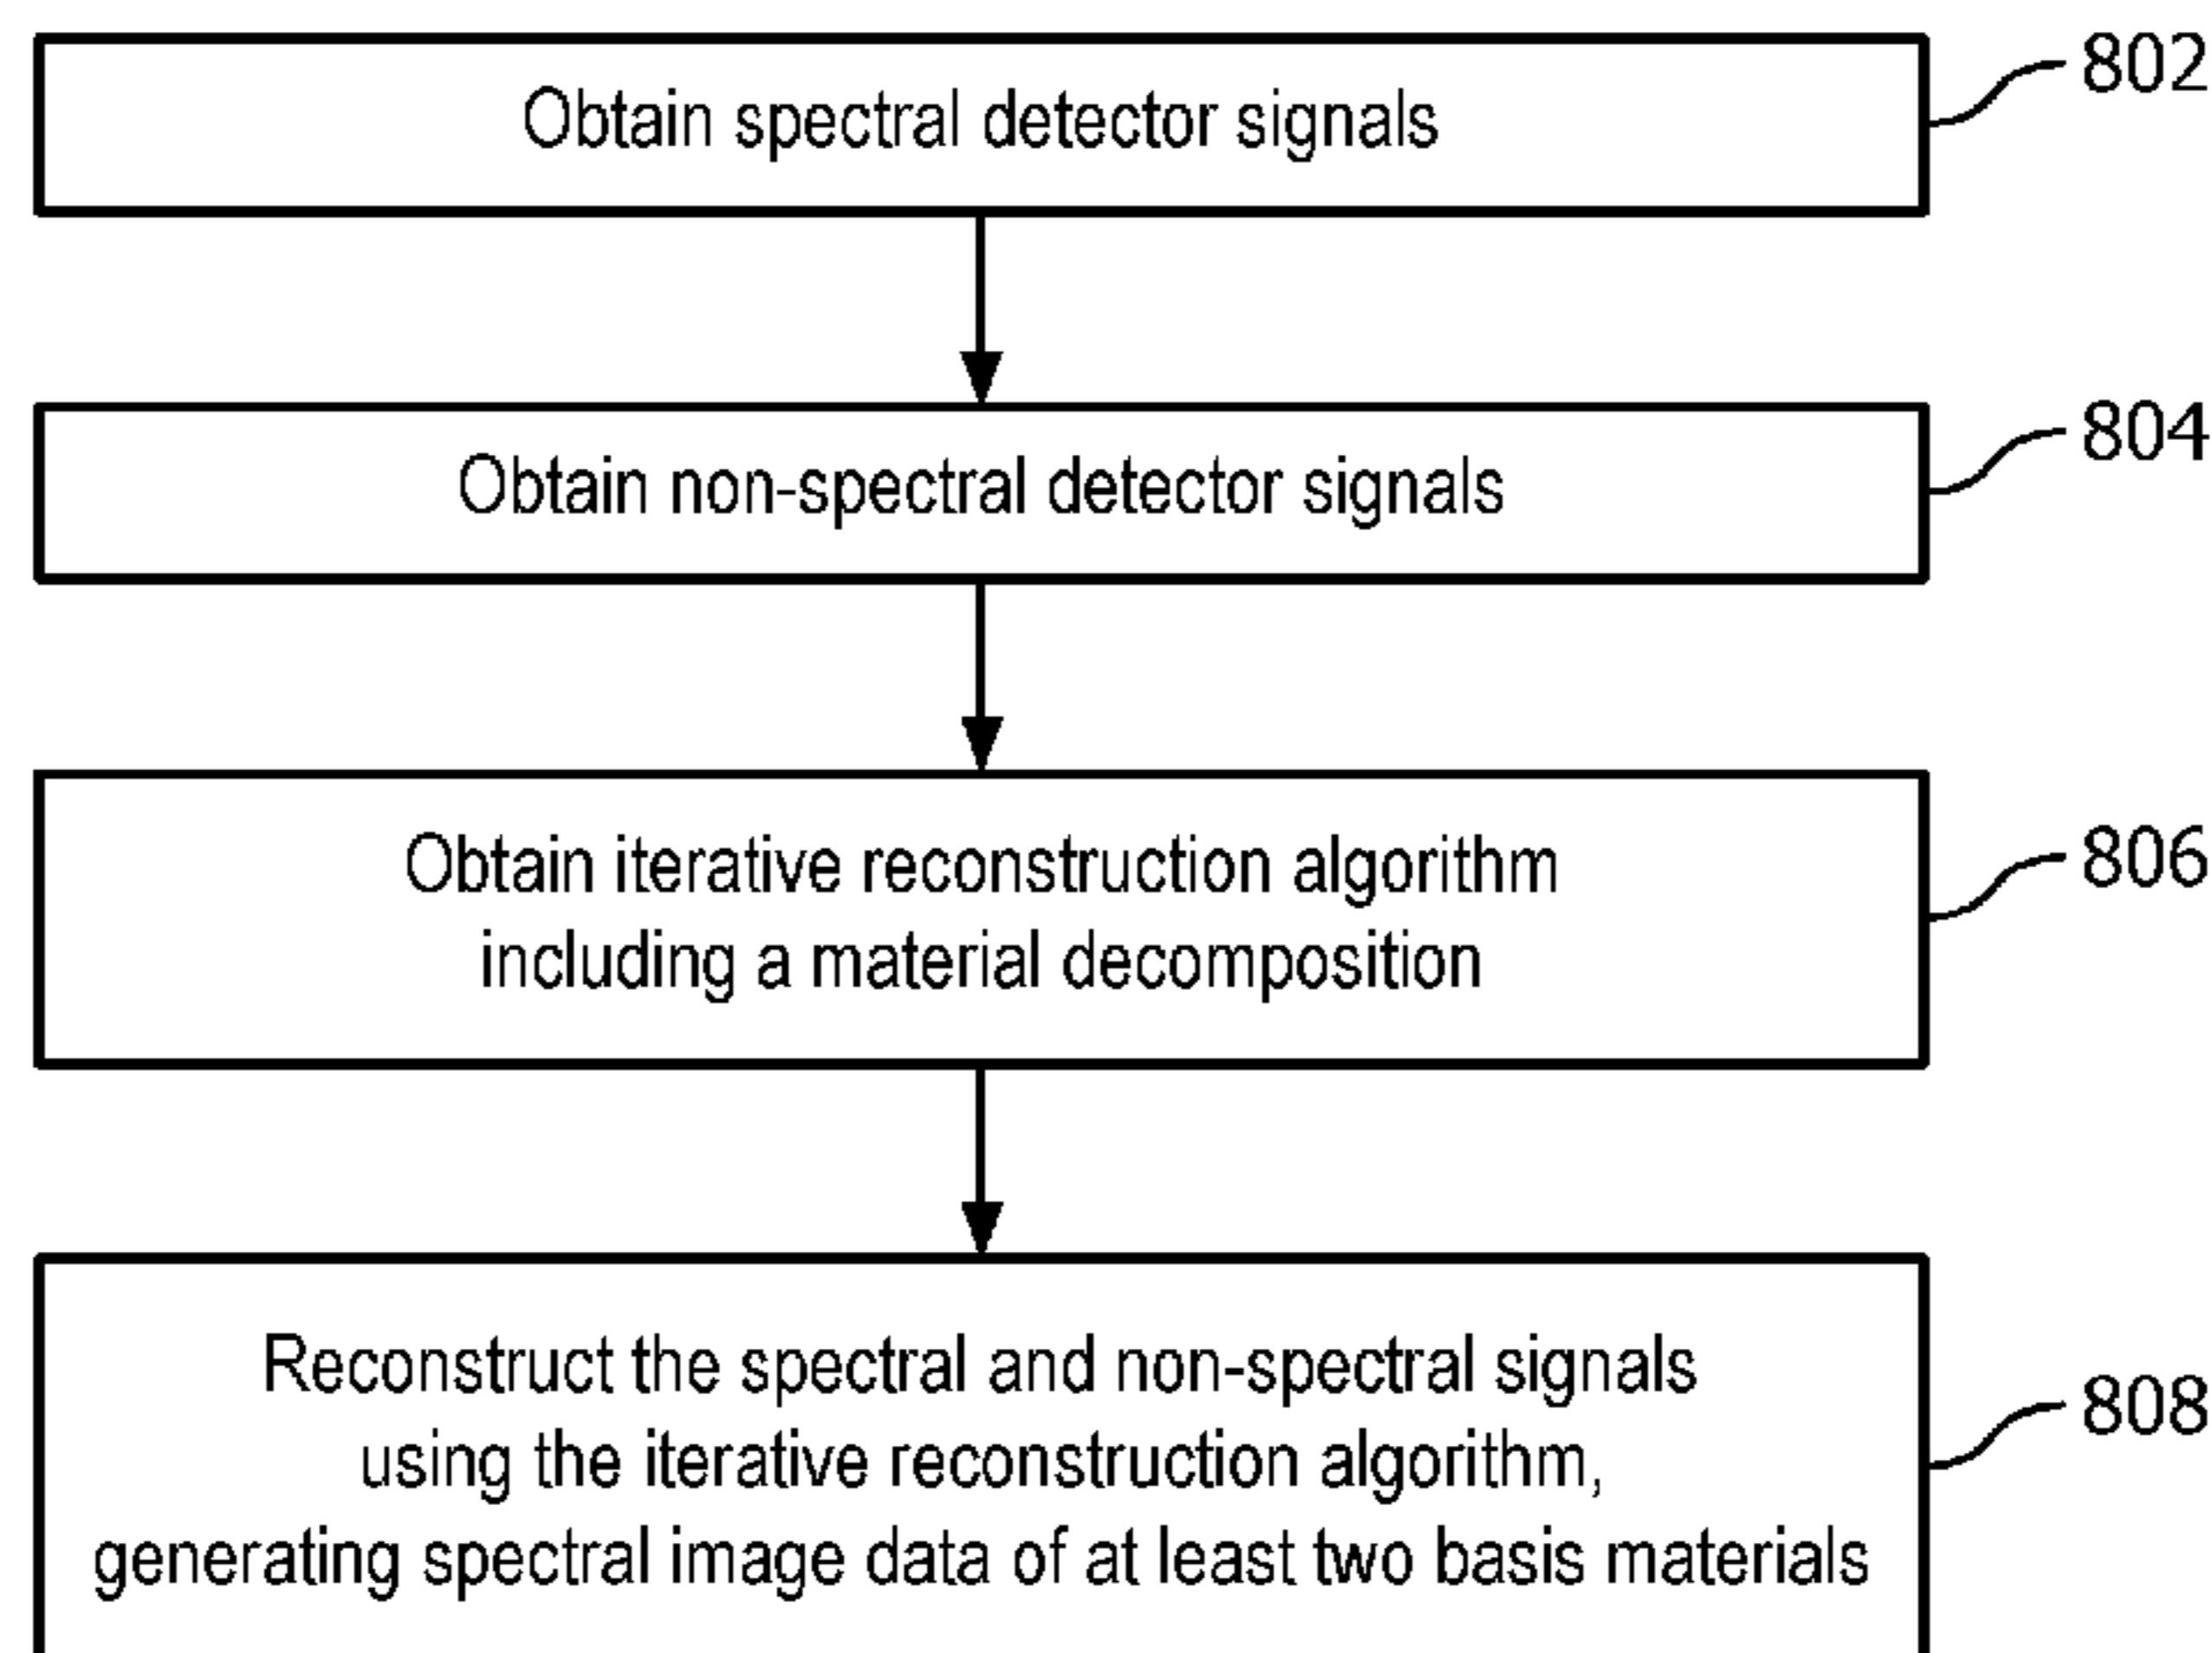 Obtain spectral detector signals
802
Obtain non-spectral detector signals
804
Obtain iterative reconstruction algorithm
including a material decomposition
806
Reconstruct the spectral and non-spectral signals
using the iterative reconstruction algorithm,
generating spectral image data of at least two basis materials
808